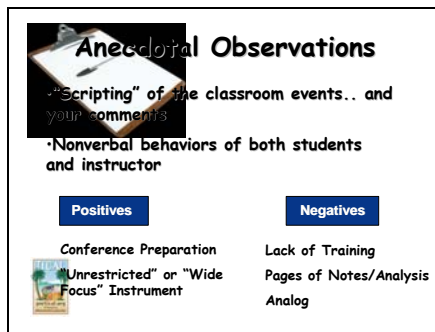 Anecdotal Observations
•"Scripting" of the classroom events.. and
your comments
•Nonverbal behaviors of both students
and instructor
Positives
Negatives
Conference Preparation
"Unrestricted" or "Wide
Focus" Instrument
Lack of Training
Pages of Notes/Analysis
Analog